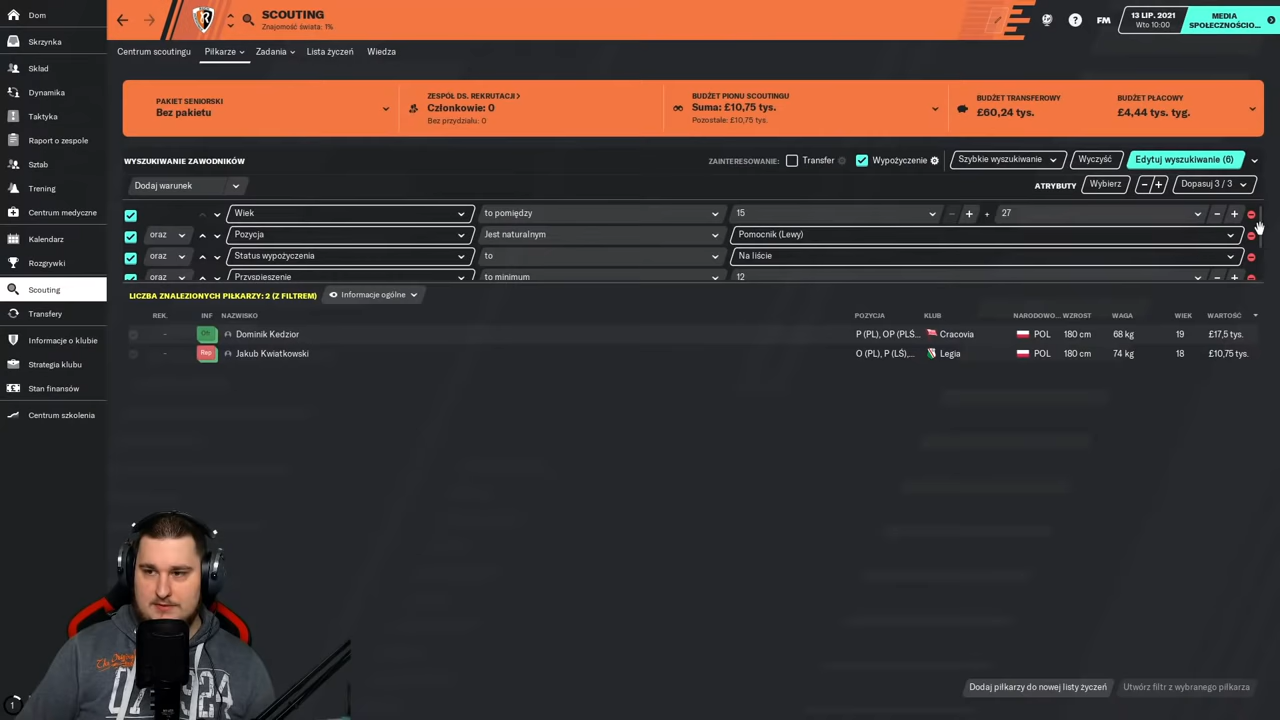 Dom
Skrzynka
Skład
Dynamika
Taktyka
Raport o zespole
Sztab
Trening
Centrum medyczne
Kalendarz
Rozgrywki
Scouting
Transfery
Informacje o klubie
Strategia klubu
Stan finansów
Centrum szkolenia
SCOUTING
Znajomość świata: 1%
FM
13 LIP. 2021
Wto 10:00
MEDIA
SPOŁECZNOŚCIO...
Centrum scoutingu
Piłkarze
Zadania
Lista życzeń
Wiedza
PAKIET SENIORSKI
Bez pakietu
ZESPÓŁ DS. REKRUTACJI >
Członkowie: 0
Bez przydziału: 0
BUDŻET PIONU SCOUTINGU
Suma: £10,75 tys.
Pozostałe: £10,75 tys.
BUDŻET TRANSFEROWY
£60,24 tys.
BUDŻET PŁACOWY
£4,44 tys. tyg.
WYSZUKIWANIE ZAWODNIKÓW
ZAINTERESOWANIE: Transfer Wypożyczenie
Szybkie wyszukiwanie
Wyczyść
Edytuj wyszukiwanie (6)
Dodaj warunek
ATRYBUTY
Wybierz
Dopasuj 3 / 3
Wiek to pomiędzy 15 + 27
oraz Pozycja Jest naturalnym Pomocnik (Lewy)
oraz Status wypożyczenia to Na liście
oraz Przyspieszenie to minimum 12
LICZBA ZNALEZIONYCH PIŁKARZY: 2 (Z FILTREM)
Informacje ogólne
REK. INF NAZWISKO POZYCJA KLUB NARODOWO... WZROST WAGA WIEK WARTOŚĆ
- Dominik Kedzior P (PL), OP (PLŚ... Cracovia POL 180 cm 68 kg 19 £17,5 tys.
- Rep Jakub Kwiatkowski O (PL), P (LŚ),... Legia POL 180 cm 74 kg 18 £10,75 tys.
Dodaj piłkarzy do nowej listy życzeń
Utwórz filtr z wybranego piłkarza
1